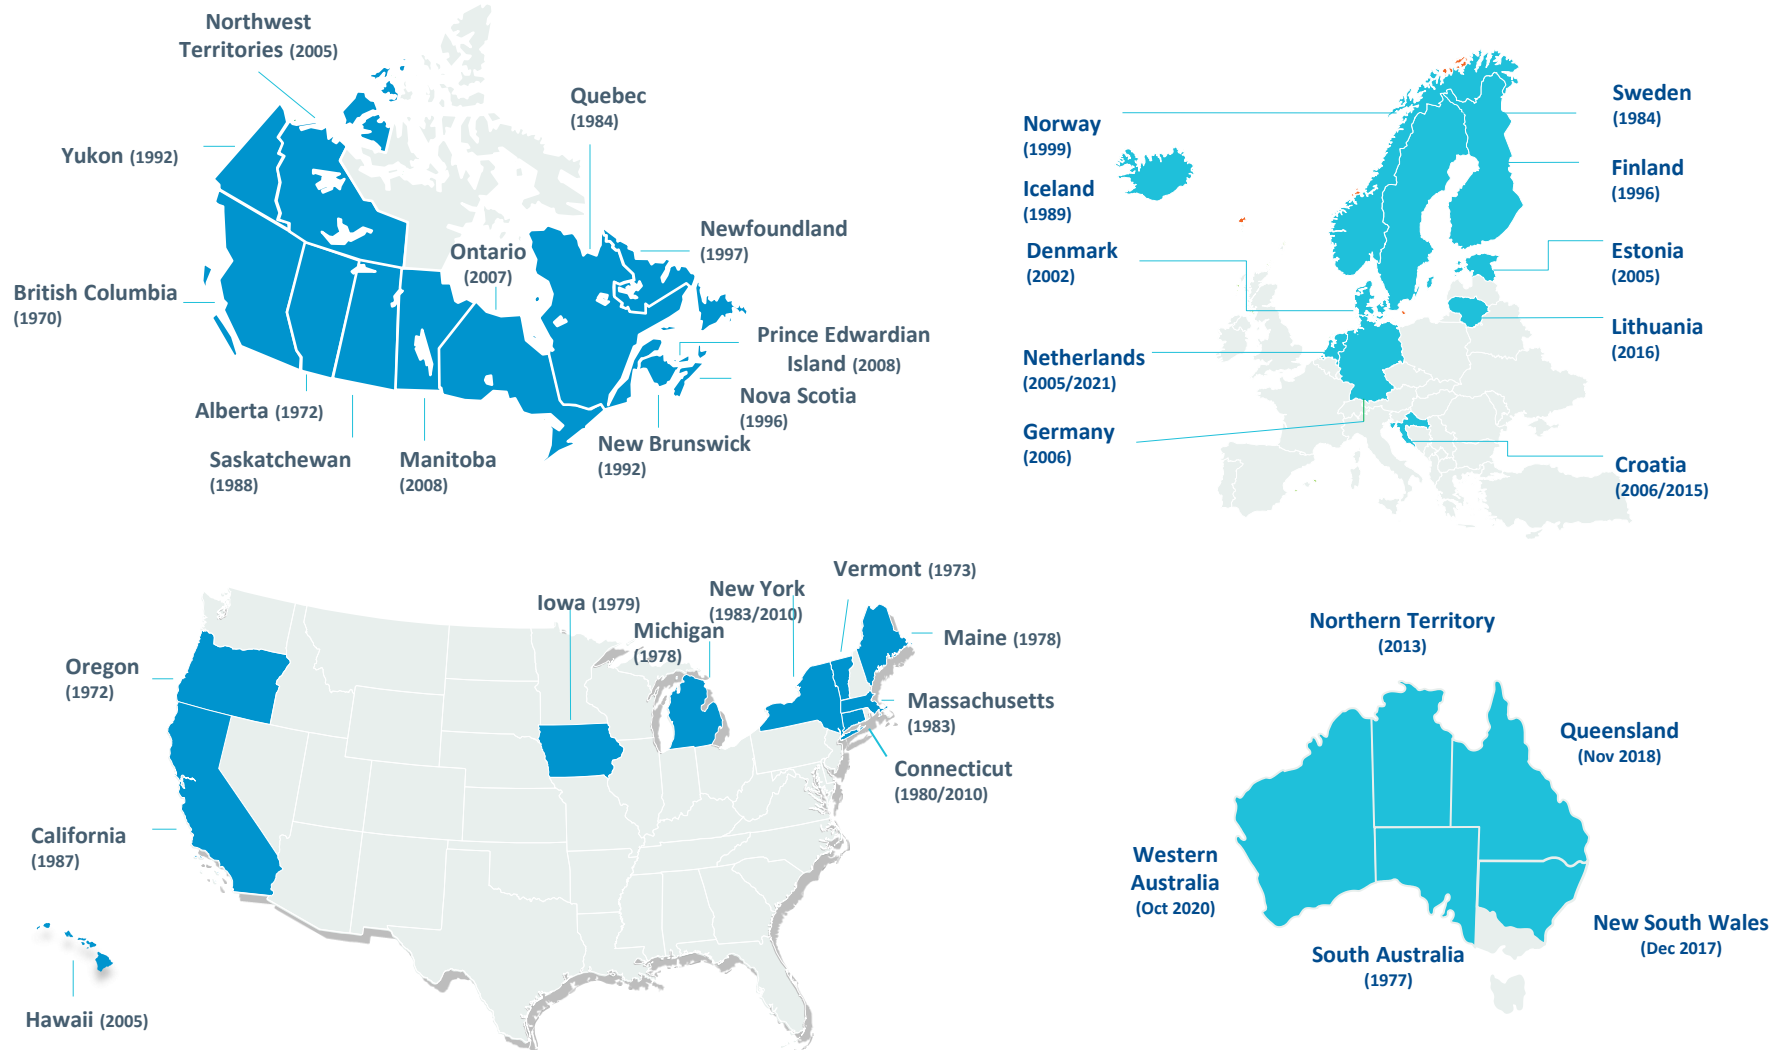 Northwest
Territories (2005)
Quebec
(1984)
Yukon (1992)
Newfoundland
(1997)
Ontario
(2007)
British Columbia
(1970)
Prince Edwardian
Island (2008)
Nova Scotia
(1996)
Alberta (1972)
New Brunswick
(1992)
Saskatchewan
(1988)
Manitoba
(2008)
Sweden
(1984)
Norway
(1999)
Finland
(1996)
Iceland
(1989)
Denmark
(2002)
Estonia
(2005)
Lithuania
(2016)
Netherlands
(2005/2021)
Germany
(2006)
Croatia
(2006/2015)
Vermont (1973)
New York
(1983/2010)
Iowa (1979)
Michigan
(1978)
Maine (1978)
Oregon
(1972)
Massachusetts
(1983)
Connecticut
(1980/2010)
California
(1987)
Hawaii (2005)
Northern Territory
(2013)
Queensland
(Nov 2018)
Western
Australia
(Oct 2020)
New South Wales
(Dec 2017)
South Australia
(1977)